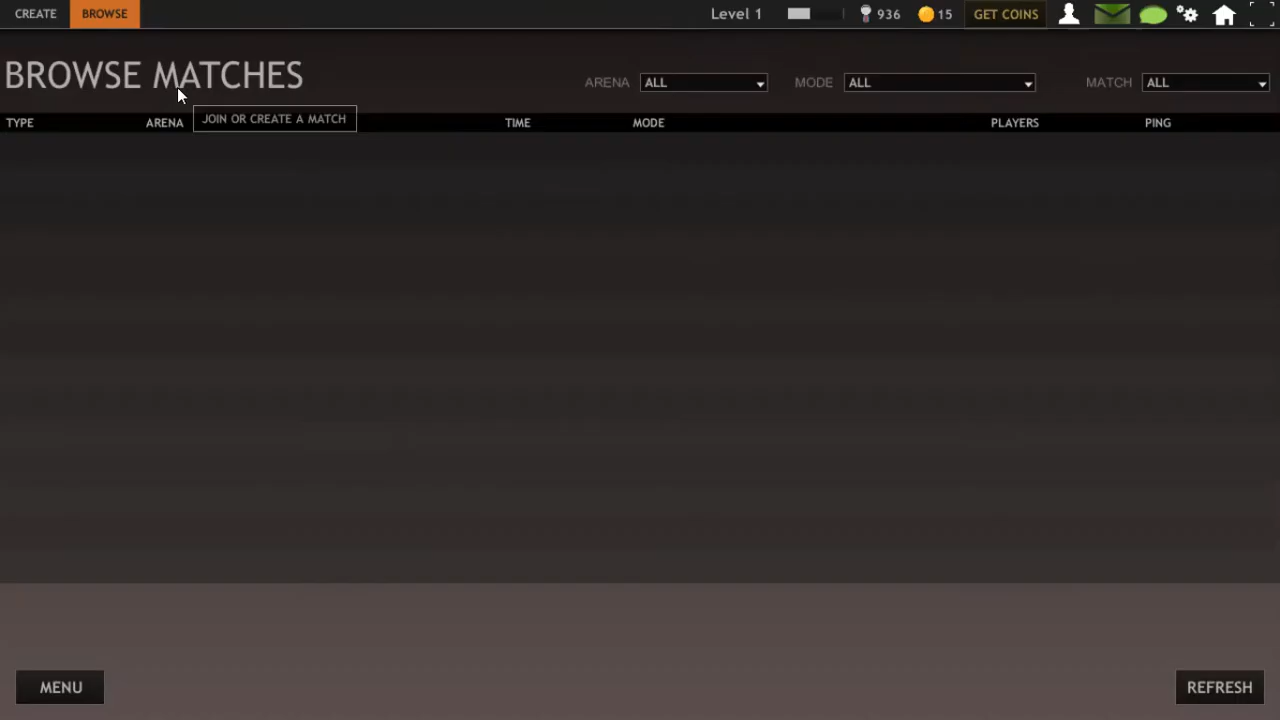 CREATE BROWSE Level 1 936 15 GET COINS
BROWSE MATCHES ARENA ALL MODE ALL MATCH ALL
JOIN OR CREATE A MATCH
TYPE ARENA TIME MODE PLAYERS PING
MENU REFRESH